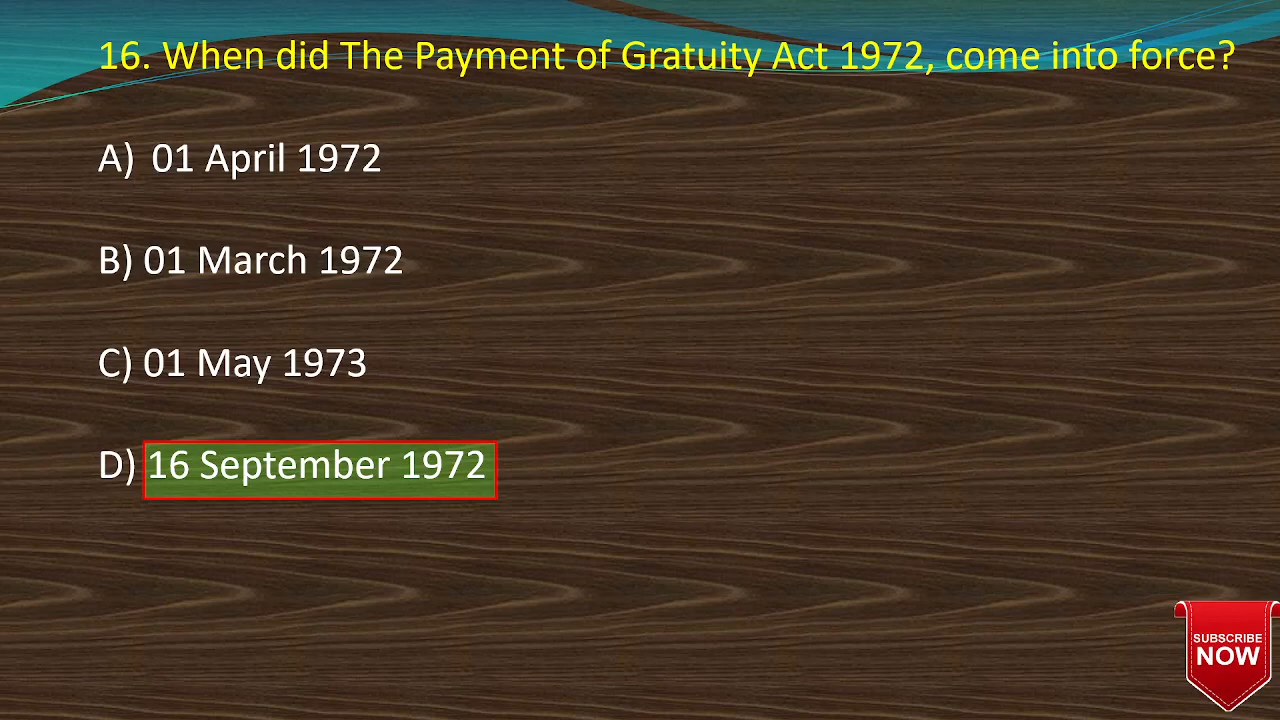 16. When did The Payment of Gratuity Act 1972, come into force?
A) 01 April 1972
B) 01 March 1972
C) 01 May 1973
D) 16 September 1972
SUBSCRIBE
NOW